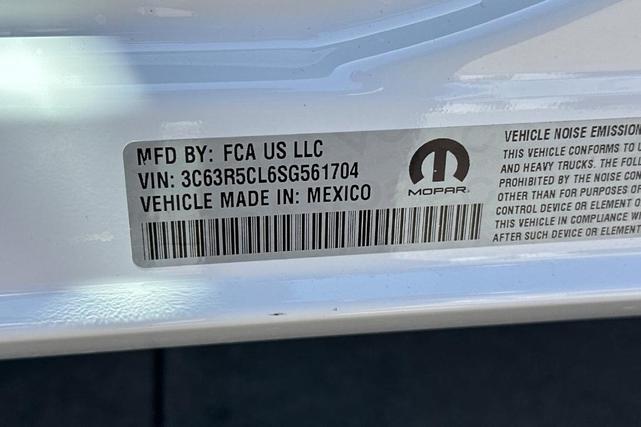 MFD BY: FCA US LLC
VIN: 3C63R5CL6SG561704
VEHICLE MADE IN: MEXICO
MOPAR
VEHICLE NOISE EMISSION
THIS VEHICLE CONFORMS TO U
AND HEAVY TRUCKS. THE FOLLO
PROHIBITED BY THE NOISE CON
OTHER THAN FOR PURPOSES OF
CONTROL DEVICE OR ELEMENT O
THIS VEHICLE IN COMPLIANCE WI
AFTER SUCH DEVICE OR ELEMENT